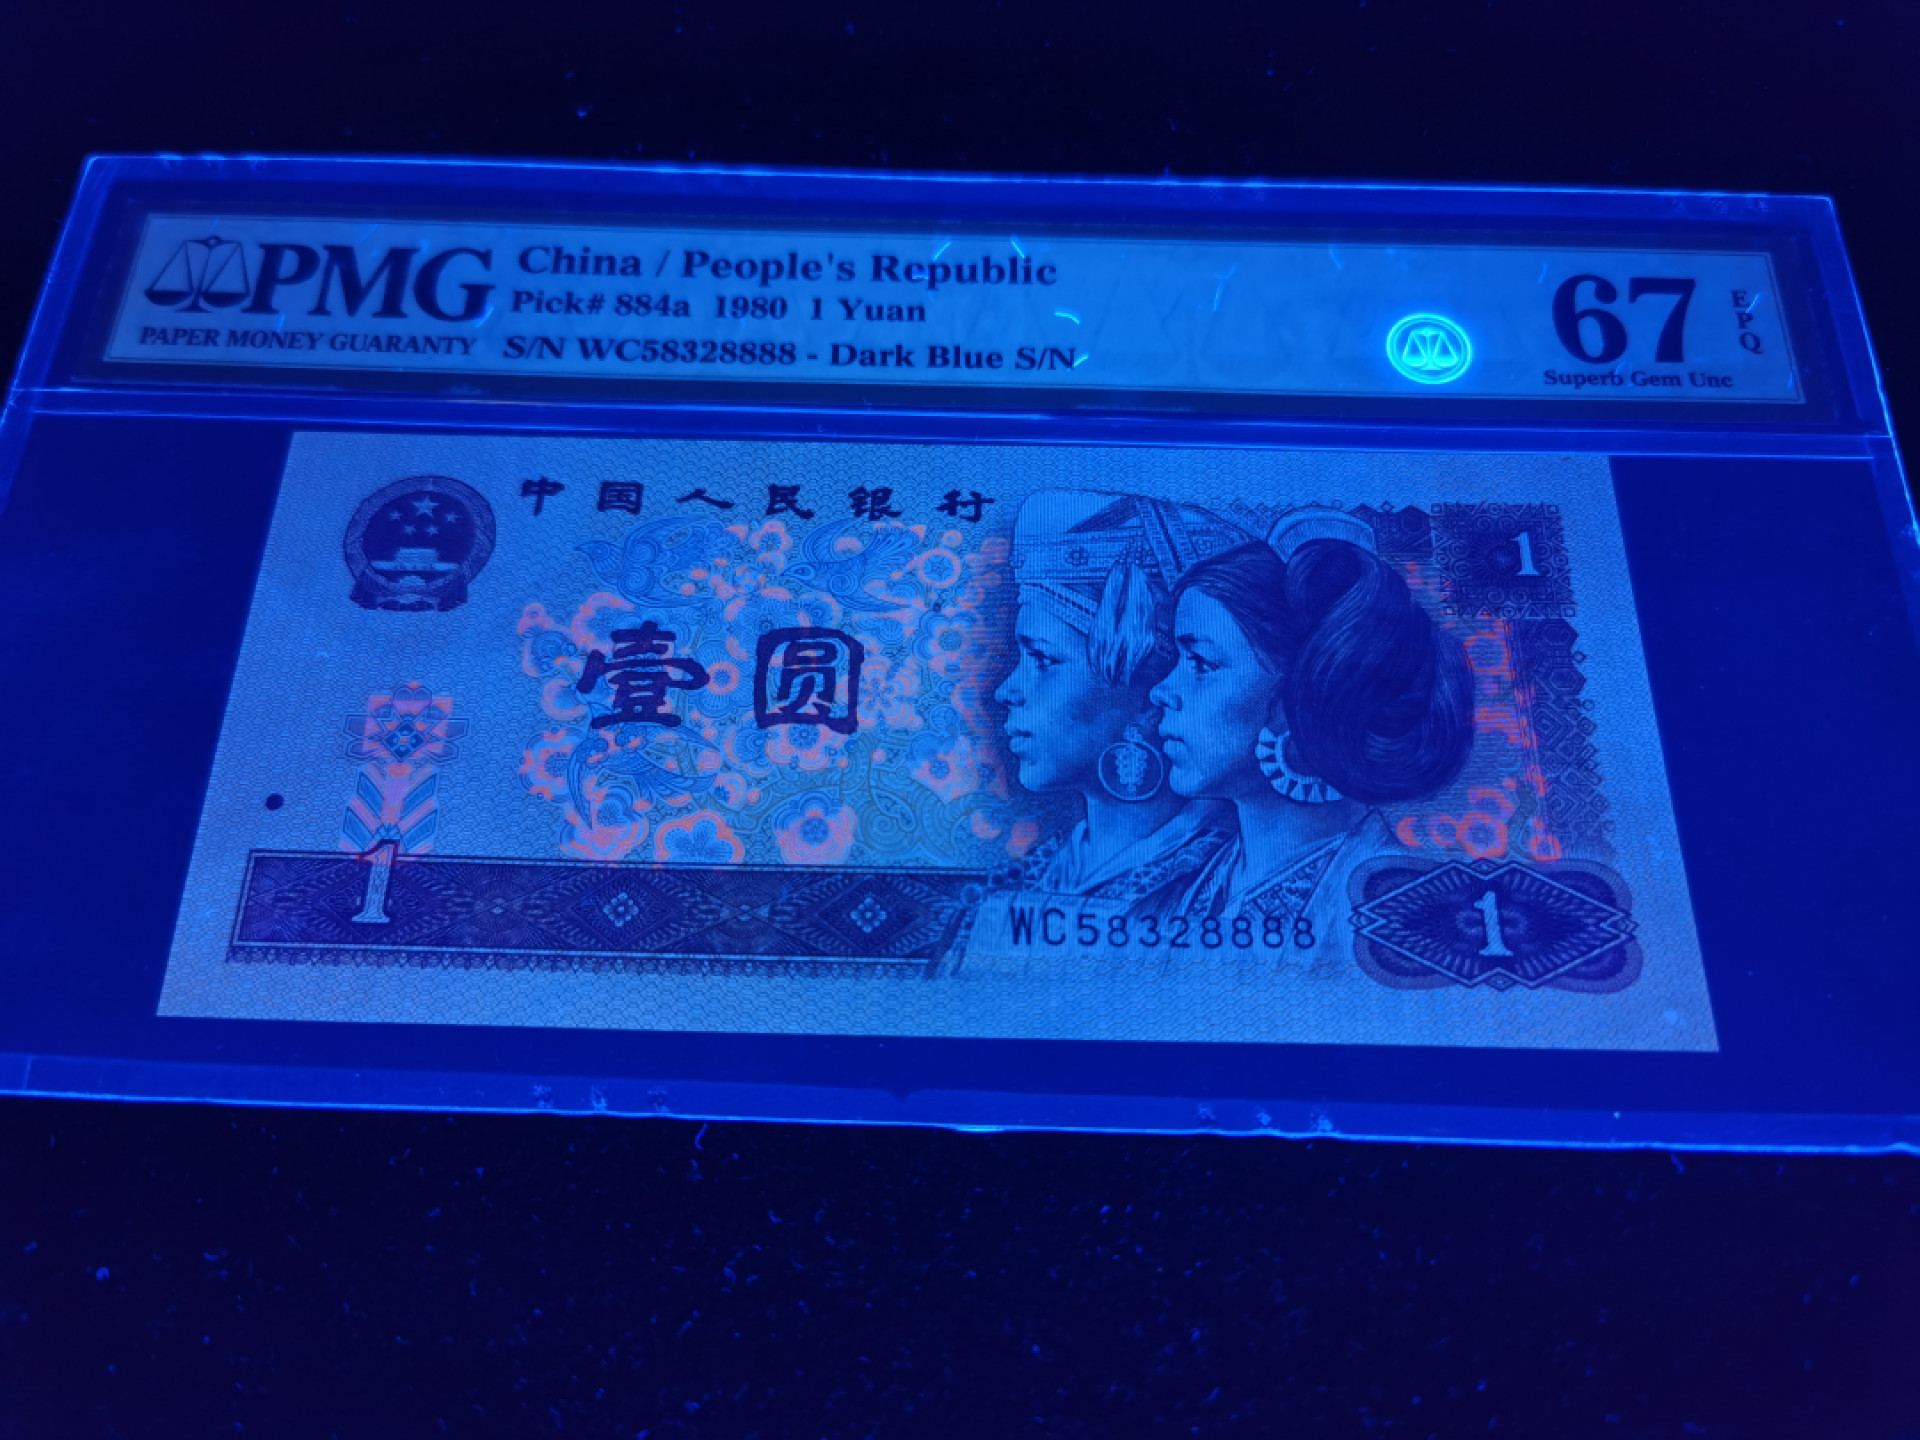 PMG
PAPER MONEY GUARANTY
China / People's Republic
Pick# 884a 1980 1 Yuan
S/N WC58328888 - Dark Blue S/N
67
EPQ
Superb Gem Unc
中国人民银行
1
壹圆
1
WC58328888
1